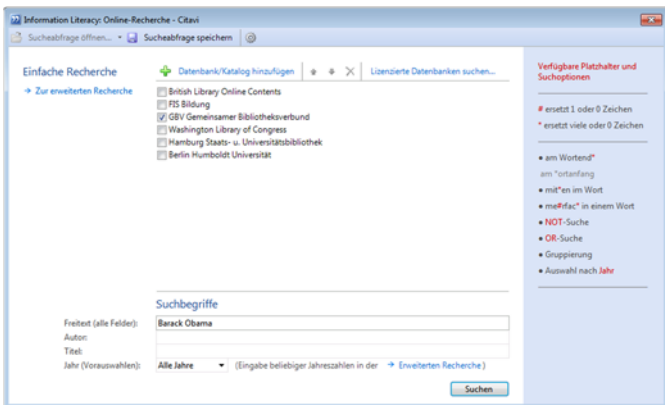 Information Literacy: Online-Recherche - Citavi
Sucheabfrage öffnen... Sucheabfrage speichern
Einfache Recherche
Zur erweiterten Recherche
Datenbank/Katalog hinzufügen Lizenzierte Datenbanken suchen...
British Library Online Contents
FIS Bildung
GBV Gemeinsamer Bibliotheksverbund
Washington Library of Congress
Hamburg Staats- u. Universitätsbibliothek
Berlin Humboldt Universität
Suchbegriffe
Freitext (alle Felder): Barack Obama
Autor:
Titel:
Jahr (Vorauswahlen): Alle Jahre (Eingabe beliebiger Jahreszahlen in der Erweiterten Recherche)
Suchen
Verfügbare Platzhalter und
Suchoptionen
# ersetzt 1 oder 0 Zeichen
* ersetzt viele oder 0 Zeichen
• am Wortend*
am *ortanfang
• mit*en im Wort
• me#rfac* in einem Wort
• NOT-Suche
• OR-Suche
• Gruppierung
• Auswahl nach Jahr